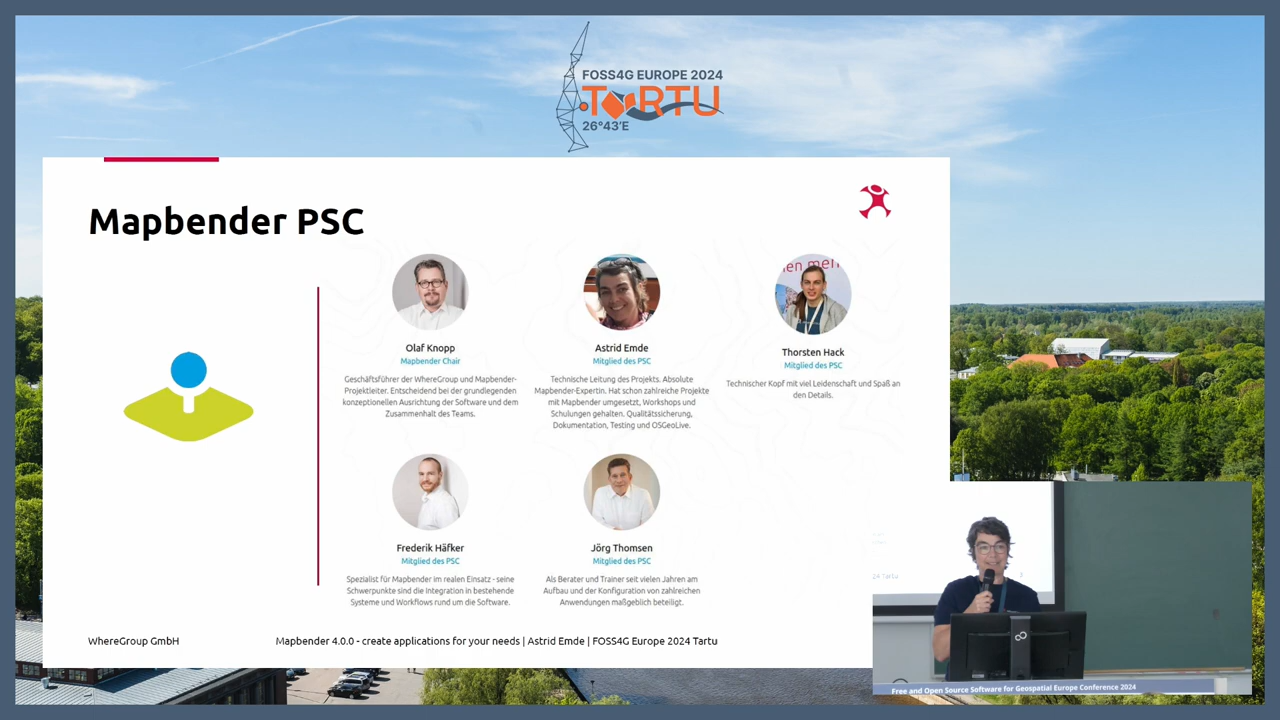 FOSS4G EUROPE 2024
TORTU
26°43'E
Mapbender PSC
Olaf Knopp
Mapbender Chair
Geschäftsführer der WhereGroup und Mapbender-
Projektleiter. Entscheidend bei der grundlegenden
konzeptionellen Ausrichtung der Software und dem
Zusammenhalt des Teams.
Astrid Emde
Mitglied des PSC
Technische Leitung des Projekts. Absolute
Mapbender-Expertin. Hat schon zahlreiche Projekte
mit Mapbender umgesetzt, Workshops und
Schulungen gehalten. Qualitätssicherung,
Dokumentation, Testing und OSGeoLive.
Thorsten Hack
Mitglied des PSC
Technischer Kopf mit viel Leidenschaft und Spaß an
den Details.
Frederik Häfker
Mitglied des PSC
Spezialist für Mapbender im realen Einsatz - seine
Schwerpunkte sind die Integration in bestehende
Systeme und Workflows rund um die Software.
Jörg Thomsen
Mitglied des PSC
Als Berater und Trainer seit vielen Jahren am
Aufbau und der Konfiguration von zahlreichen
Anwendungen maßgeblich beteiligt.
WhereGroup GmbH
Mapbender 4.0.0 - create applications for your needs | Astrid Emde | FOSS4G Europe 2024 Tartu
24 Tartu
Free and Open Source Software for Geospatial Europe Conference 2024